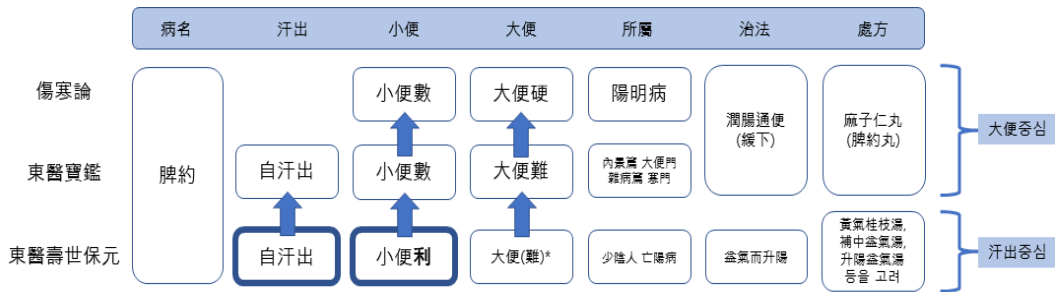 病名 汗出 小便 大便 所屬 治法 處方
傷寒論
小便數 大便硬 陽明病
潤腸通便
(緩下)
麻子仁丸
(脾約丸)
大便중심
東醫寶鑑
脾約
自汗出 小便數 大便難
內景篇 大便門
雜病篇 寒門
東醫壽世保元
自汗出 小便利 大便(難)* 少陰人 亡陽病 益氣而升陽
黃氣桂枝湯,
補中益氣湯,
升陽益氣湯
等을 고려
汗出중심